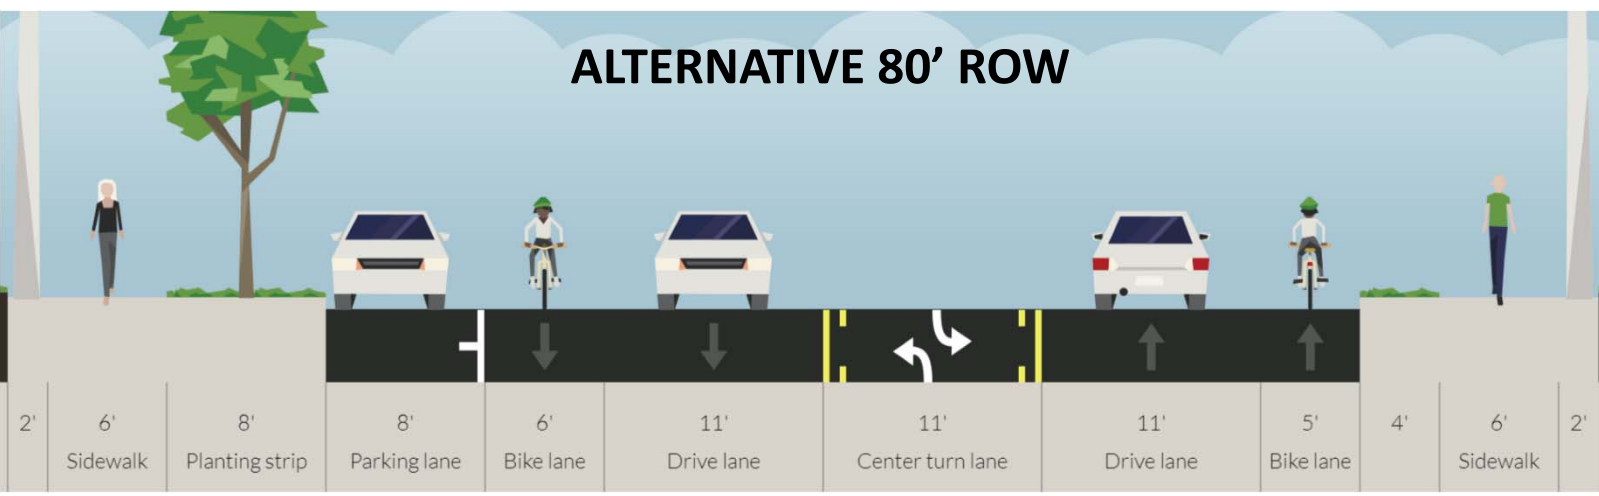 ALTERNATIVE 80’ ROW
2' 6' 8' 8' 6' 11' 11' 11' 5' 4' 6' 2'
Sidewalk Planting strip Parking lane Bike lane Drive lane Center turn lane Drive lane Bike lane Sidewalk